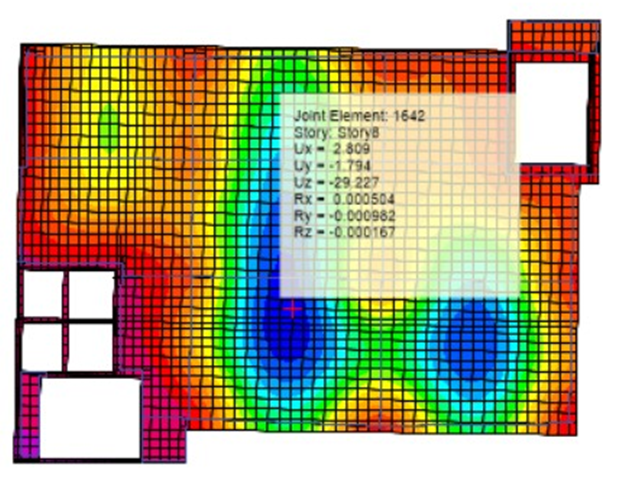 Joint Element: 1642
Story: Story8
Ux = 2.809
Uy = -1.794
Uz = -29.227
Rx = 0.000504
Ry = -0.000982
Rz = -0.000167